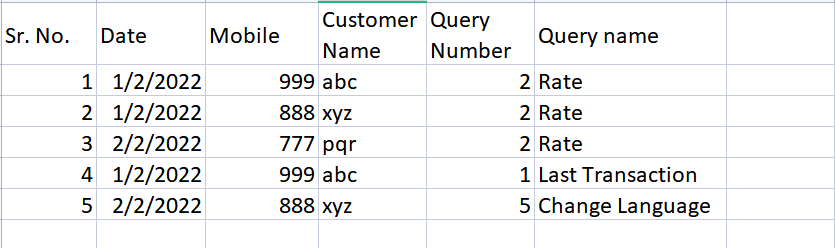 Sr. No. Date Mobile Customer Name Query Number Query name
1 1/2/2022 999 abc 2 Rate
2 1/2/2022 888 xyz 2 Rate
3 2/2/2022 777 pqr 2 Rate
4 1/2/2022 999 abc 1 Last Transaction
5 2/2/2022 888 xyz 5 Change Language